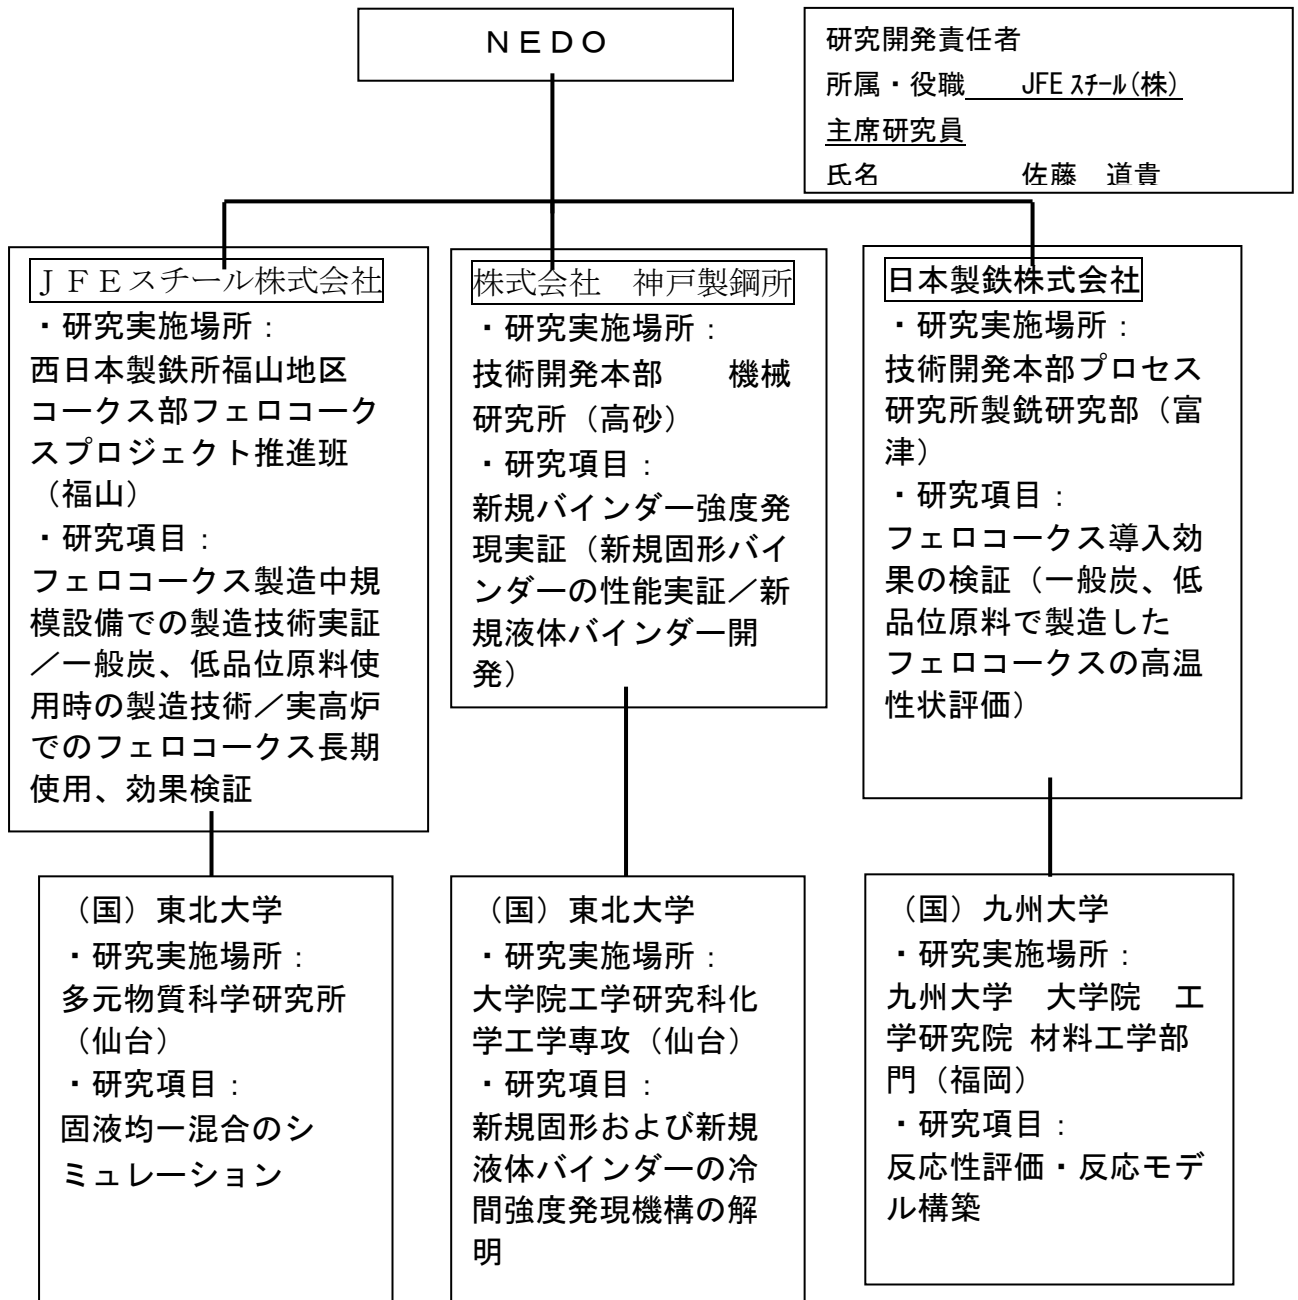 ＮＥＤＯ
研究開発責任者
所属・役職　　JFE ｽﾁｰﾙ(株)
主席研究員
氏名　　　　　佐藤　道貴
ＪＦＥスチール株式会社
・研究実施場所：
西日本製鉄所福山地区
コークス部フェロコーク
スプロジェクト推進班
（福山）
・研究項目：
フェロコークス製造中規
模設備での製造技術実証
／一般炭、低品位原料使
用時の製造技術／実高炉
でのフェロコークス長期
使用、効果検証
株式会社　神戸製鋼所
・研究実施場所：
技術開発本部　　機械
研究所（高砂）
・研究項目：
新規バインダー強度発
現実証（新規固形バイ
ンダーの性能実証／新
規液体バインダー開
発）
日本製鉄株式会社
・研究実施場所：
技術開発本部プロセス
研究所製銑研究部（富
津）
・研究項目：
フェロコークス導入効
果の検証（一般炭、低
品位原料で製造した
フェロコークスの高温
性状評価）
（国）東北大学
・研究実施場所：
多元物質科学研究所
（仙台）
・研究項目：
固液均一混合のシ
ミュレーション
（国）東北大学
・研究実施場所：
大学院工学研究科化
学工学専攻（仙台）
・研究項目：
新規固形および新規
液体バインダーの冷
間強度発現機構の解
明
（国）九州大学
・研究実施場所：
九州大学　大学院　工
学研究院 材料工学部
門（福岡）
・研究項目：
反応性評価・反応モデ
ル構築